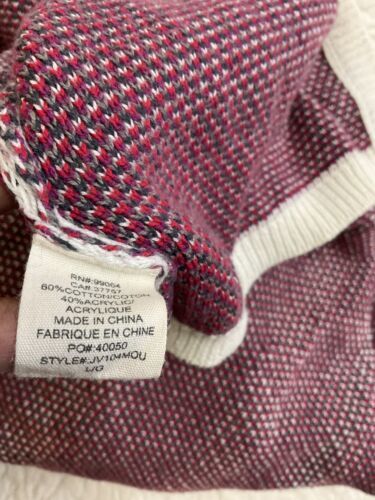 RN#:99064
CA#:37757
60%COTTON/COTON
40%ACRYLIC/
ACRYLIQUE
MADE IN CHINA
FABRIQUE EN CHINE
PO#:40050
STYLE#:JV104MOU
L/G